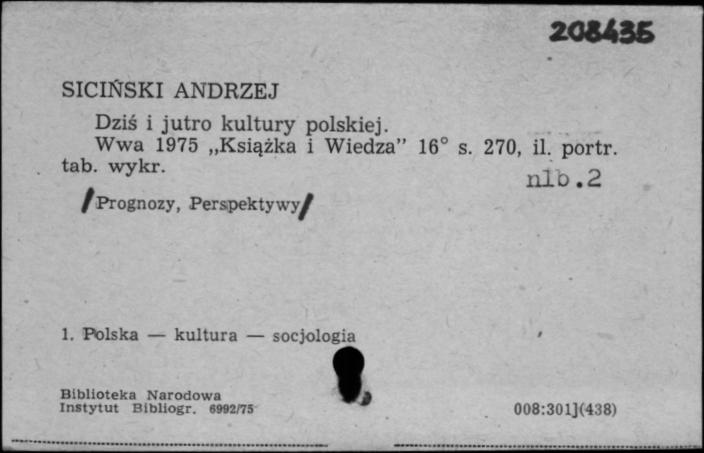 208435
SICIŃSKI ANDRZEJ
Dziś i jutro kultury polskiej.
Wwa 1975 „Książka i Wiedza” 16° s. 270, il. portr.
tab. wykr.
nlb.2
/Prognozy, Perspektywy/
1. Polska — kultura — socjologia
Biblioteka Narodowa
Instytut Bibliogr. 6992/75
008:301](438)